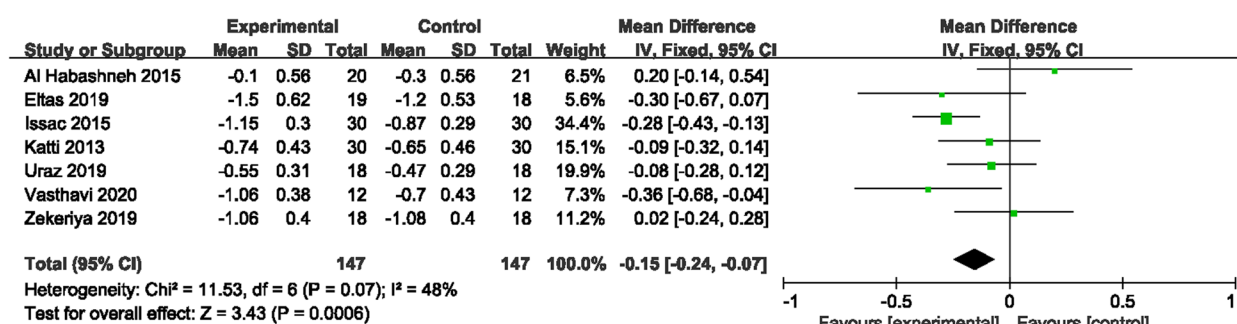 Experimental Control Mean Difference Mean Difference
Study or Subgroup Mean SD Total Mean SD Total Weight IV, Fixed, 95% CI IV, Fixed, 95% CI
Al Habashneh 2015 -0.1 0.56 20 -0.3 0.56 21 6.5% 0.20 [-0.14, 0.54]
Eltas 2019 -1.5 0.62 19 -1.2 0.53 18 5.6% -0.30 [-0.67, 0.07]
Issac 2015 -1.15 0.3 30 -0.87 0.29 30 34.4% -0.28 [-0.43, -0.13]
Katti 2013 -0.74 0.43 30 -0.65 0.46 30 15.1% -0.09 [-0.32, 0.14]
Uraz 2019 -0.55 0.31 18 -0.47 0.29 18 19.9% -0.08 [-0.28, 0.12]
Vasthavi 2020 -1.06 0.38 12 -0.7 0.43 12 7.3% -0.36 [-0.68, -0.04]
Zekeriya 2019 -1.06 0.4 18 -1.08 0.4 18 11.2% 0.02 [-0.24, 0.28]
Total (95% CI) 147 147 100.0% -0.15 [-0.24, -0.07]
Heterogeneity: Chi² = 11.53, df = 6 (P = 0.07); I² = 48%
Test for overall effect: Z = 3.43 (P = 0.0006)
-1 -0.5 0 0.5 1
Favours [experimental] Favours [control]